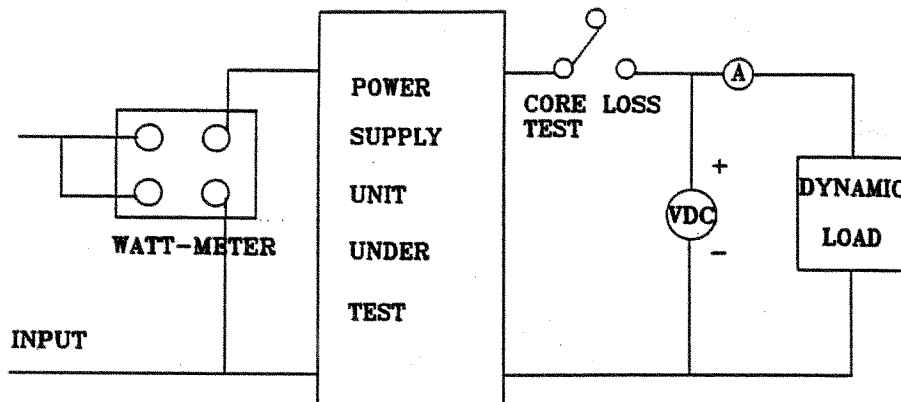 POWER
SUPPLY
UNIT
UNDER
TEST
WATT-METER
INPUT
CORE LOSS
TEST
A
+
VDC
-
DYNAMIC
LOAD